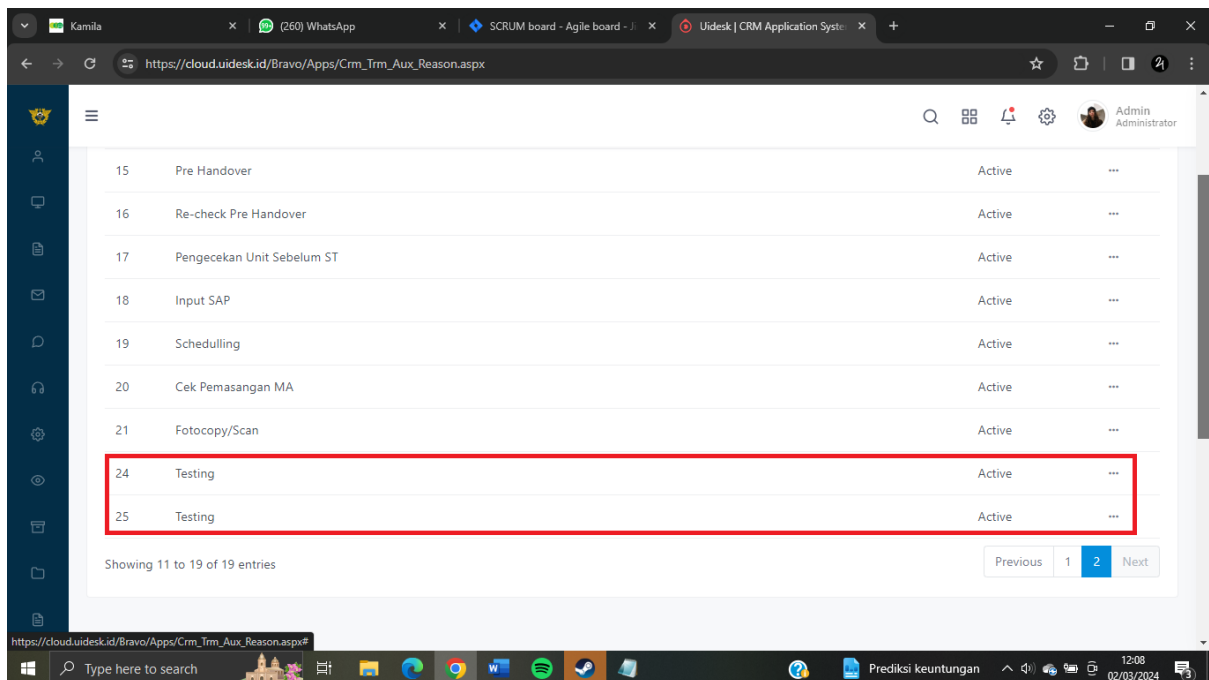 Kamila
(260) WhatsApp
SCRUM board - Agile board - Ji
Uidesk | CRM Application Syste
https://cloud.uidesk.id/Bravo/Apps/Crm_Trm_Aux_Reason.aspx
Admin
Administrator
15 Pre Handover Active
16 Re-check Pre Handover Active
17 Pengecekan Unit Sebelum ST Active
18 Input SAP Active
19 Schedulling Active
20 Cek Pemasangan MA Active
21 Fotocopy/Scan Active
24 Testing Active
25 Testing Active
Showing 11 to 19 of 19 entries
Previous 1 2 Next
https://cloud.uidesk.id/Bravo/Apps/Crm_Trm_Aux_Reason.aspx#
Type here to search
Prediksi keuntungan
12:08
02/03/2024
3